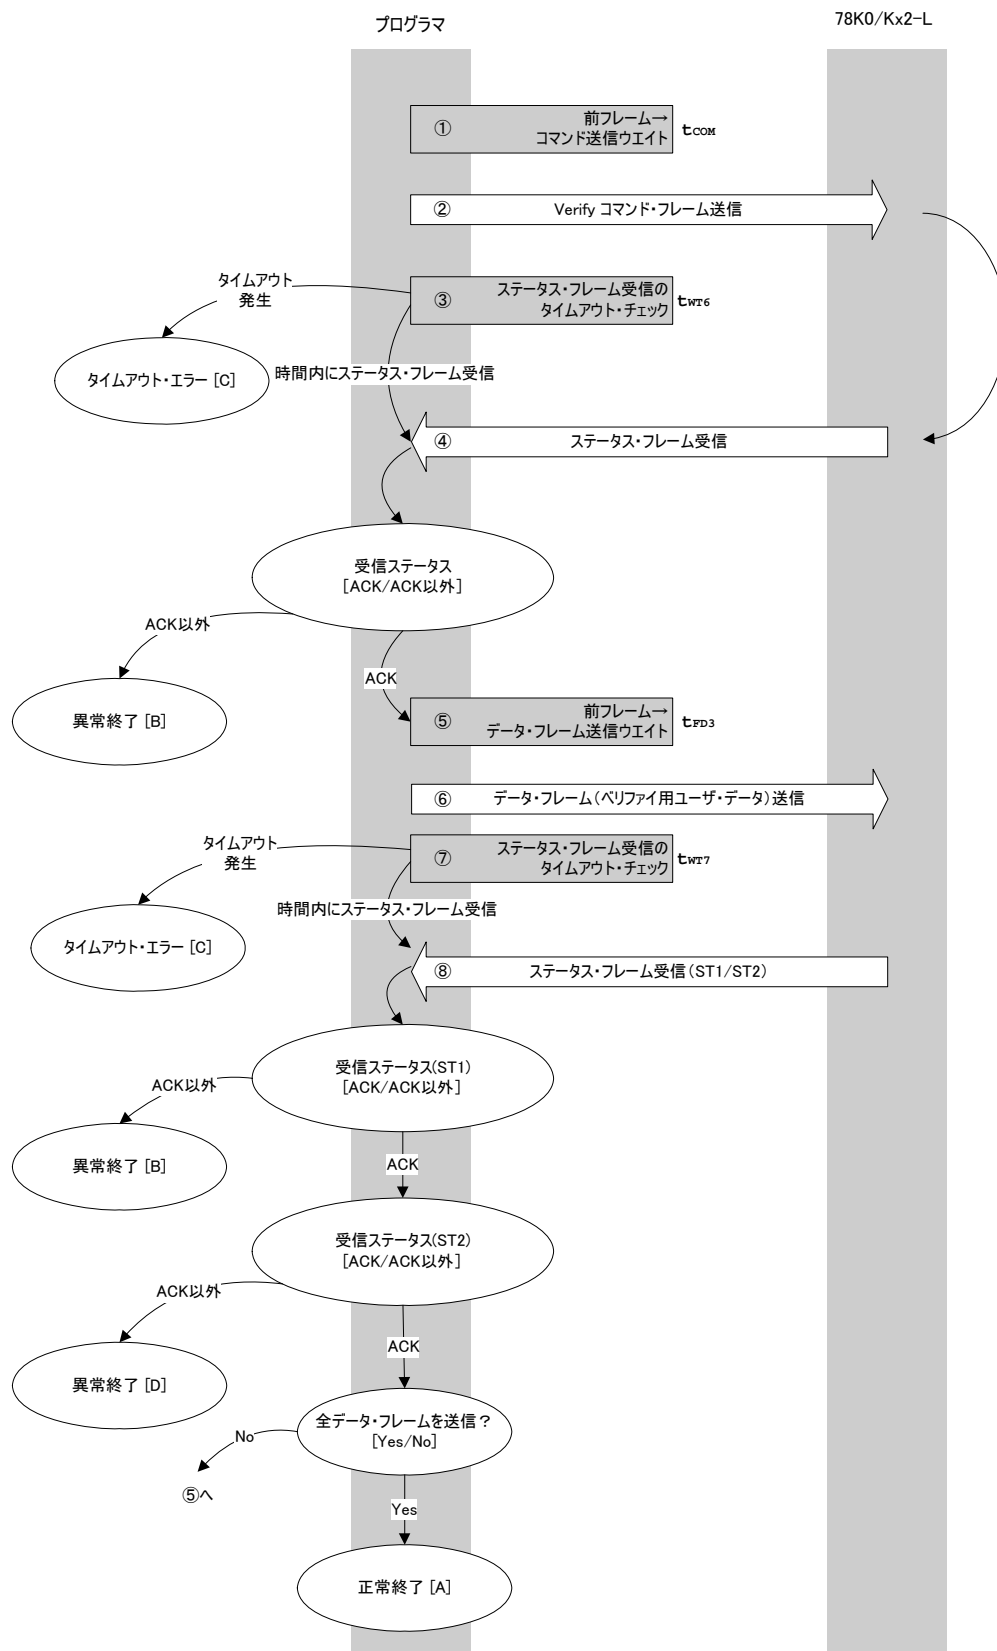 プログラマ
78K0/Kx2-L
①
前フレーム→
コマンド送信ウエイト
tCOM
②
Verify コマンド・フレーム送信
タイムアウト
発生
③
ステータス・フレーム受信の
タイムアウト・チェック
tWT6
タイムアウト・エラー [C]
時間内にステータス・フレーム受信
④
ステータス・フレーム受信
受信ステータス
[ACK/ACK以外]
ACK以外
ACK
異常終了 [B]
⑤
前フレーム→
データ・フレーム送信ウエイト
tFD3
⑥
データ・フレーム(ベリファイ用ユーザ・データ)送信
タイムアウト
発生
⑦
ステータス・フレーム受信の
タイムアウト・チェック
tWT7
時間内にステータス・フレーム受信
タイムアウト・エラー [C]
⑧
ステータス・フレーム受信(ST1/ST2)
受信ステータス(ST1)
[ACK/ACK以外]
ACK以外
異常終了 [B]
ACK
受信ステータス(ST2)
[ACK/ACK以外]
ACK以外
ACK
異常終了 [D]
全データ・フレームを送信?
[Yes/No]
No
⑤へ
Yes
正常終了 [A]